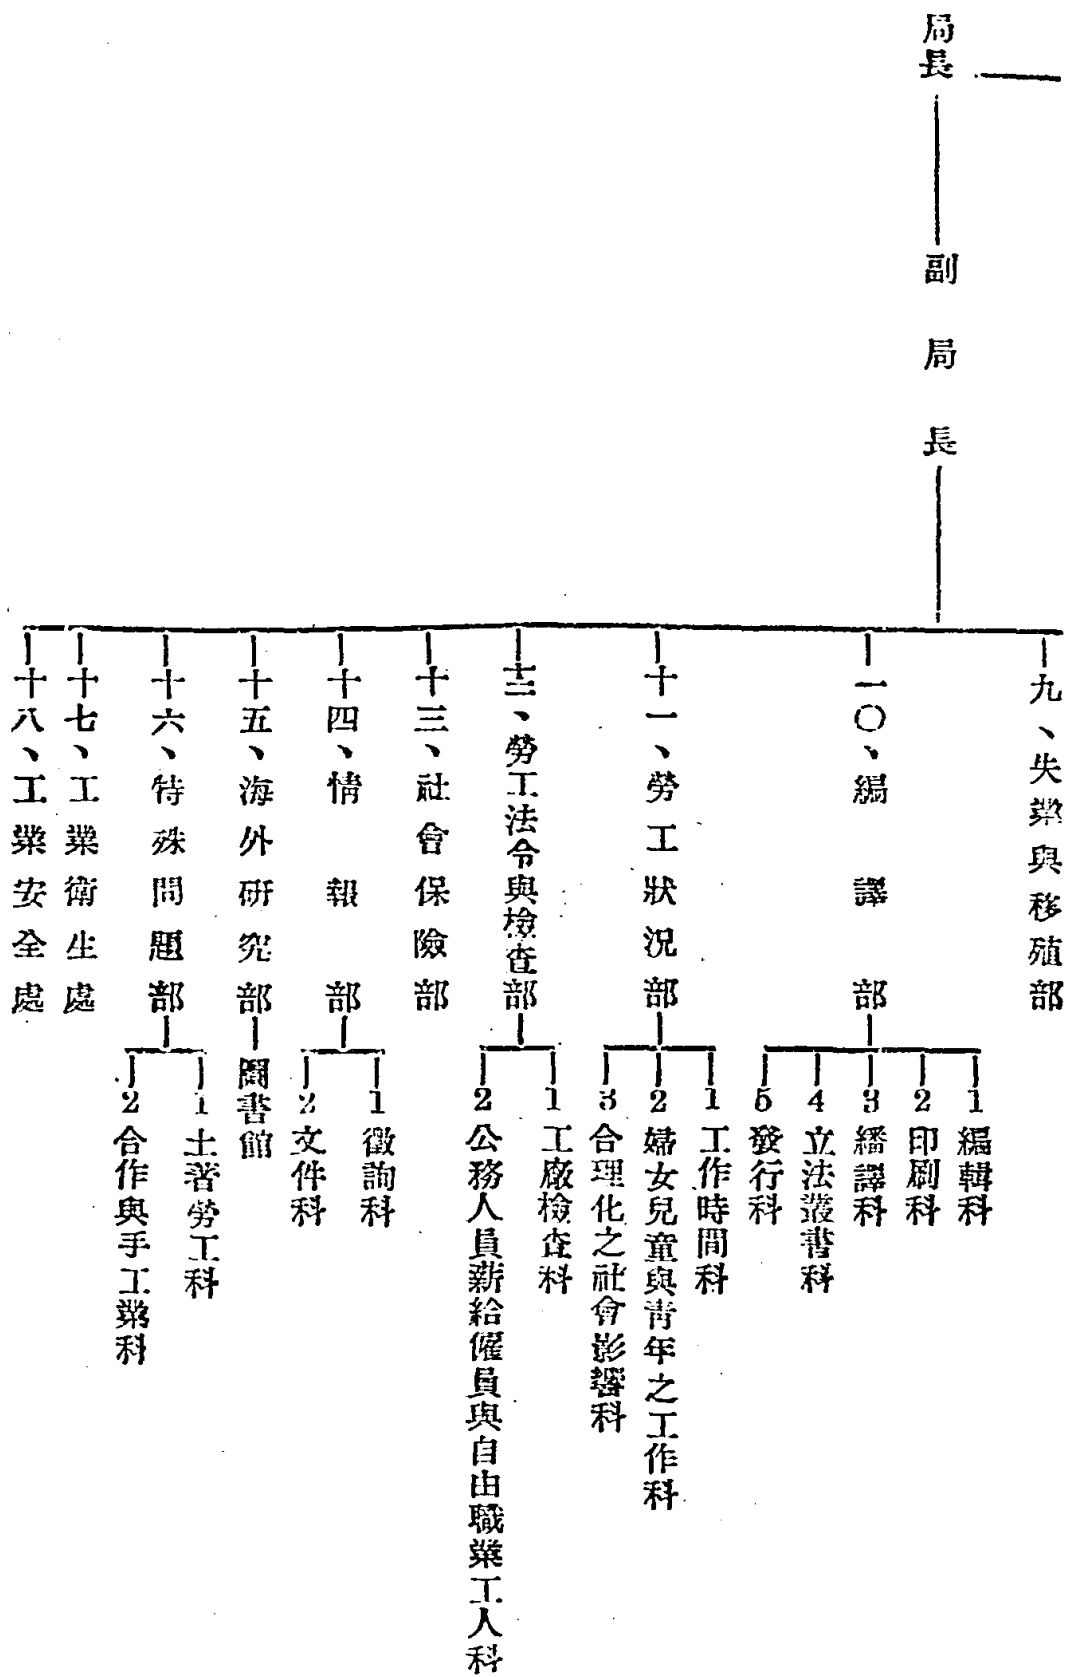 局長
副局長
九、失業與移殖部
一〇、編譯部
1編輯科
2印刷科
3繙譯科
4立法叢書科
5發行科
十一、勞工狀況部
1工作時間科
2婦女兒童與靑年之工作科
3合理化之社會影響科
十二、勞工法令與檢查部
1工廠檢查科
2公務人員薪給僱員與自由職業工人科
十三、社會保險部
十四、情報部
1徵詢科
2文件科
十五、海外研究部
圖書館
十六、特殊問題部
1土著勞工科
2合作與手工業科
十七、工業衛生處
十八、工業安全處